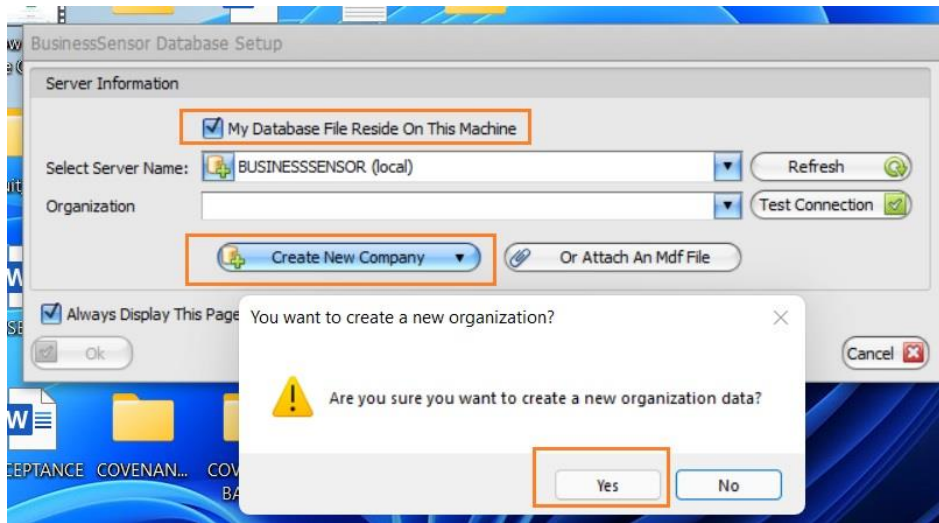 BusinessSensor Database Setup
Server Information
My Database File Reside On This Machine
Select Server Name: BUSINESSSENSOR (local) Refresh
Organization Test Connection
Create New Company Or Attach An Mdf File
Always Display This Page
You want to create a new organization?
Ok
Cancel
Are you sure you want to create a new organization data?
W
CEPTANCE COVENAN... COV
BA
Yes No